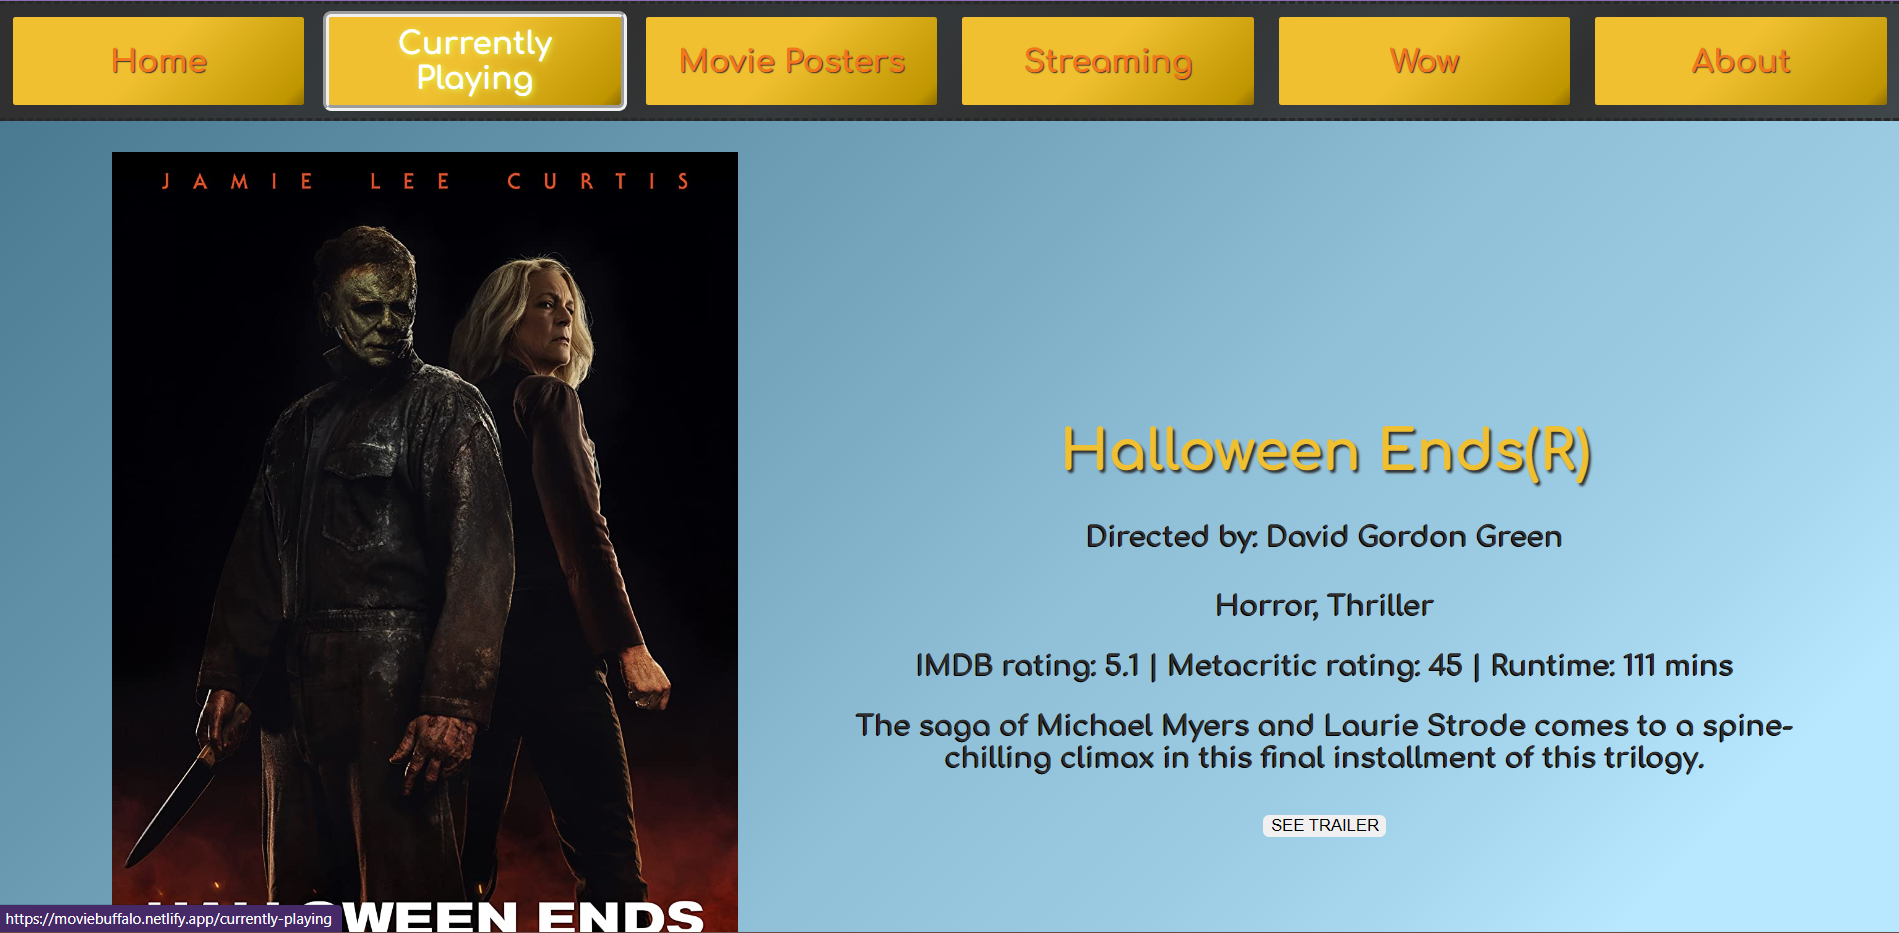 Home
Currently
Playing
Movie Posters
Streaming
Wow
About
JAMIE LEE CURTIS
HALLOWEEN ENDS
Halloween Ends(R)
Directed by: David Gordon Green
Horror, Thriller
IMDB rating: 5.1 | Metacritic rating: 45 | Runtime: 111 mins
The saga of Michael Myers and Laurie Strode comes to a spine-
chilling climax in this final installment of this trilogy.
SEE TRAILER
https://moviebuffalo.netlify.app/currently-playing